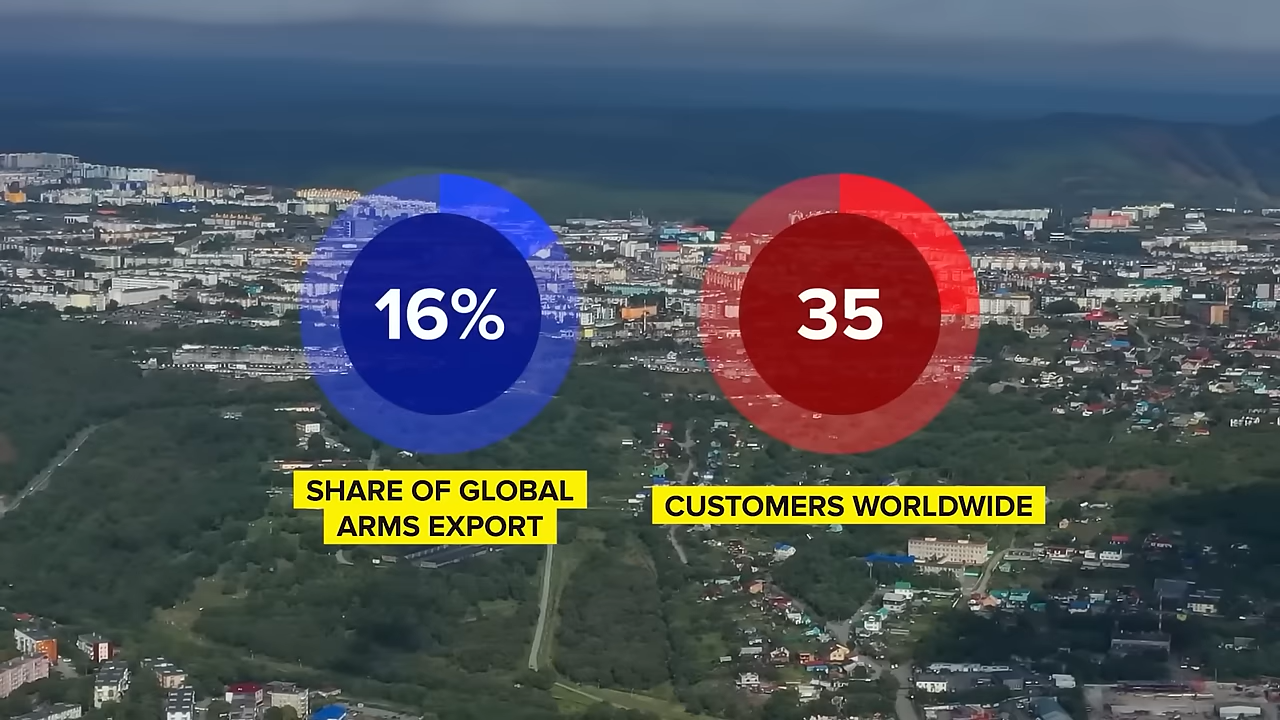 16%
SHARE OF GLOBAL
ARMS EXPORT
35
CUSTOMERS WORLDWIDE